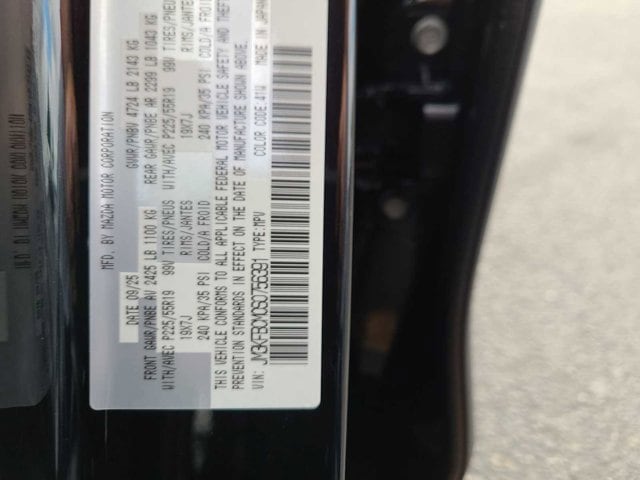 MFD. BY MAZDA MOTOR CORPORATION
DATE 09/25 GVWR/PNBV 4724 LB 2143 KG
FRONT GAWR/PNBE AV 2425 LB 1100 KG REAR GAWR/PNBE AR 2299 LB 1043 KG
WITH/AVEC P225/55R19 99V TIRES/PNEUS WITH/AVEC P225/55R19 99V TIRES/PNEUS
19X7J RIMS/JANTES 19X7J RIMS/JANTES
240 KPA/35 PSI COLD/A FROID 240 KPA/35 PSI COLD/A FROID
THIS VEHICLE CONFORMS TO ALL APPLICABLE FEDERAL MOTOR VEHICLE SAFETY AND THEFT
PREVENTION STANDARDS IN EFFECT ON THE DATE OF MANUFACTURE SHOWN ABOVE.
VIN: JM3KFBCM0S0756391 TYPE:MPV COLOR CODE:41W MADE IN JAPAN